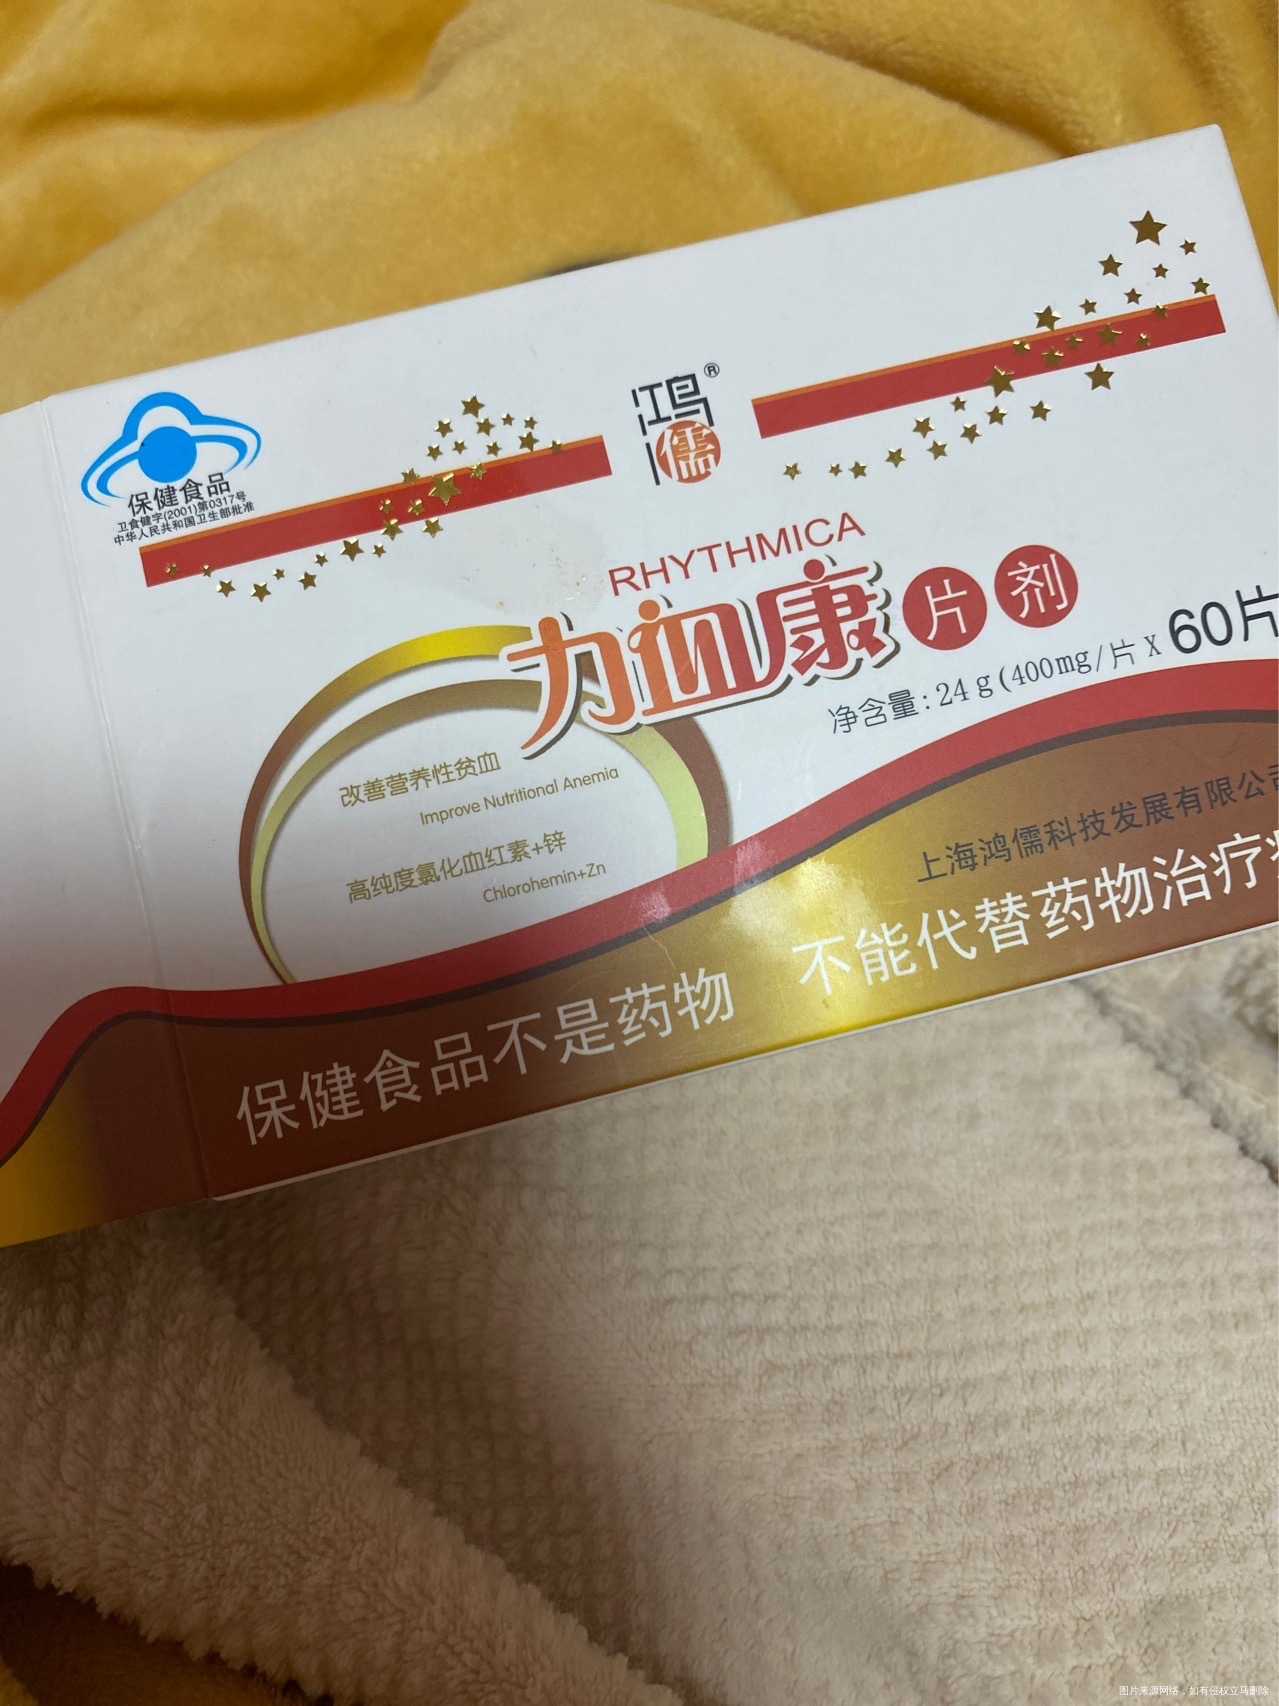 鸿儒®
保健食品
卫食健字(2001)第0317号
中华人民共和国卫生部批准
RHYTHMICA
力血康 片剂
净含量:24g(400mg/片X60片
改善营养性贫血
Improve Nutritional Anemia
高纯度氯化血红素+锌
Chlorohemin+Zn
上海鸿儒科技发展有限公司
保健食品不是药物 不能代替药物治疗
图片来源网络，如有侵权立马删除